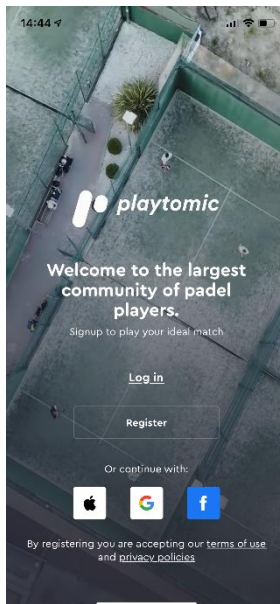 14:44
playtomic
Welcome to the largest
community of padel
players.
Signup to play your ideal match
Log in
Register
Or continue with:
By registering you are accepting our terms of use
and privacy policies